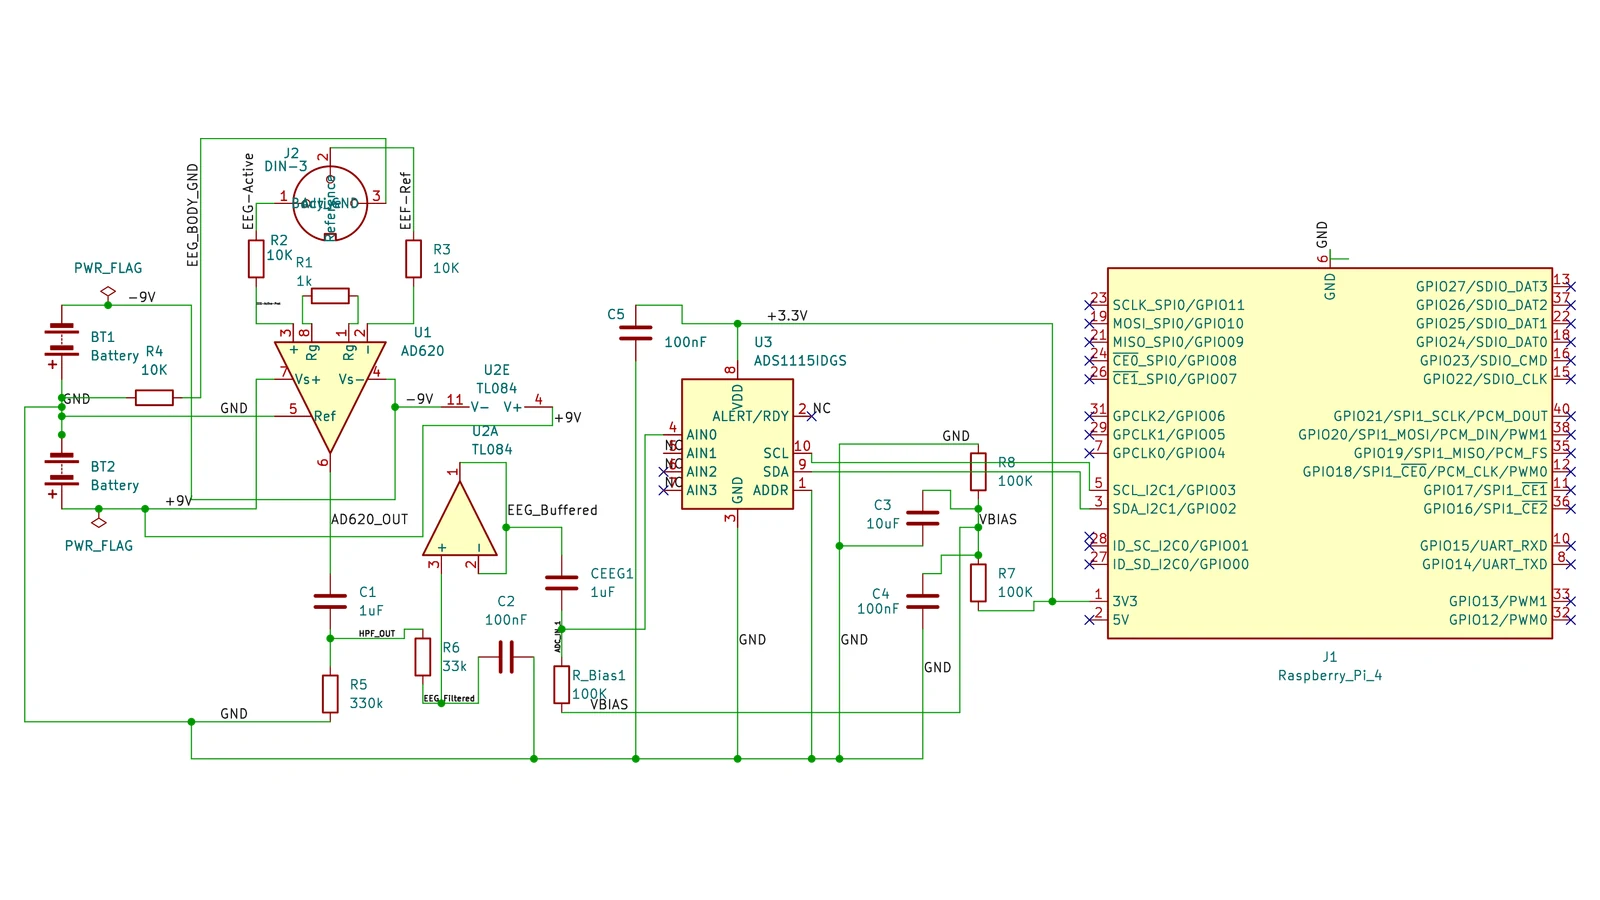 J2
DIN-3
2
1
3
Reference
EEG_BODY_GND
EEG-Active
EEF-Ref
R2
10K
R3
10K
R1
1k
PWR_FLAG
-9V
BT1
Battery
R4
10K
GND
GND
BT2
Battery
+9V
PWR_FLAG
3
8
1
2
+
Rg
Rg
-
U1
AD620
7
Vs+
Vs-
4
5
Ref
6
-9V
U2E
TL084
11
V-
V+
4
+9V
U2A
TL084
1
+
-
3
2
AD620_OUT
EEG_Buffered
C1
1uF
HPF_OUT
R6
33k
EEG_Filtered
R5
330k
GND
C2
100nF
CEEG1
1uF
ADC_IN_1
R_Bias1
100K
VBIAS
C5
100nF
+3.3V
U3
ADS1115IDGS
8
VDD
ALERT/RDY
2
NC
4
AIN0
NC
AIN1
NC
AIN2
NC
AIN3
SCL
10
SDA
9
ADDR
1
GND
3
GND
GND
GND
GND
R8
100K
C3
10uF
VBIAS
C4
100nF
R7
100K
GND
6
GND
23
SCLK_SPI0/GPIO11
19
MOSI_SPI0/GPIO10
21
MISO_SPI0/GPIO09
24
CE0_SPI0/GPIO08
26
CE1_SPI0/GPIO07
31
GPCLK2/GPIO06
29
GPCLK1/GPIO05
7
GPCLK0/GPIO04
5
SCL_I2C1/GPIO03
3
SDA_I2C1/GPIO02
28
ID_SC_I2C0/GPIO01
27
ID_SD_I2C0/GPIO00
1
3V3
2
5V
GPIO27/SDIO_DAT3
13
GPIO26/SDIO_DAT2
37
GPIO25/SDIO_DAT1
22
GPIO24/SDIO_DAT0
18
GPIO23/SDIO_CMD
16
GPIO22/SDIO_CLK
15
GPIO21/SPI1_SCLK/PCM_DOUT
40
GPIO20/SPI1_MOSI/PCM_DIN/PWM1
38
GPIO19/SPI1_MISO/PCM_FS
35
GPIO18/SPI1_CE0/PCM_CLK/PWM0
12
GPIO17/SPI1_CE1
11
GPIO16/SPI1_CE2
36
GPIO15/UART_RXD
10
GPIO14/UART_TXD
8
GPIO13/PWM1
33
GPIO12/PWM0
32
J1
Raspberry_Pi_4